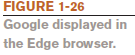 FIGURE 1-26
Google displayed in
the Edge browser.